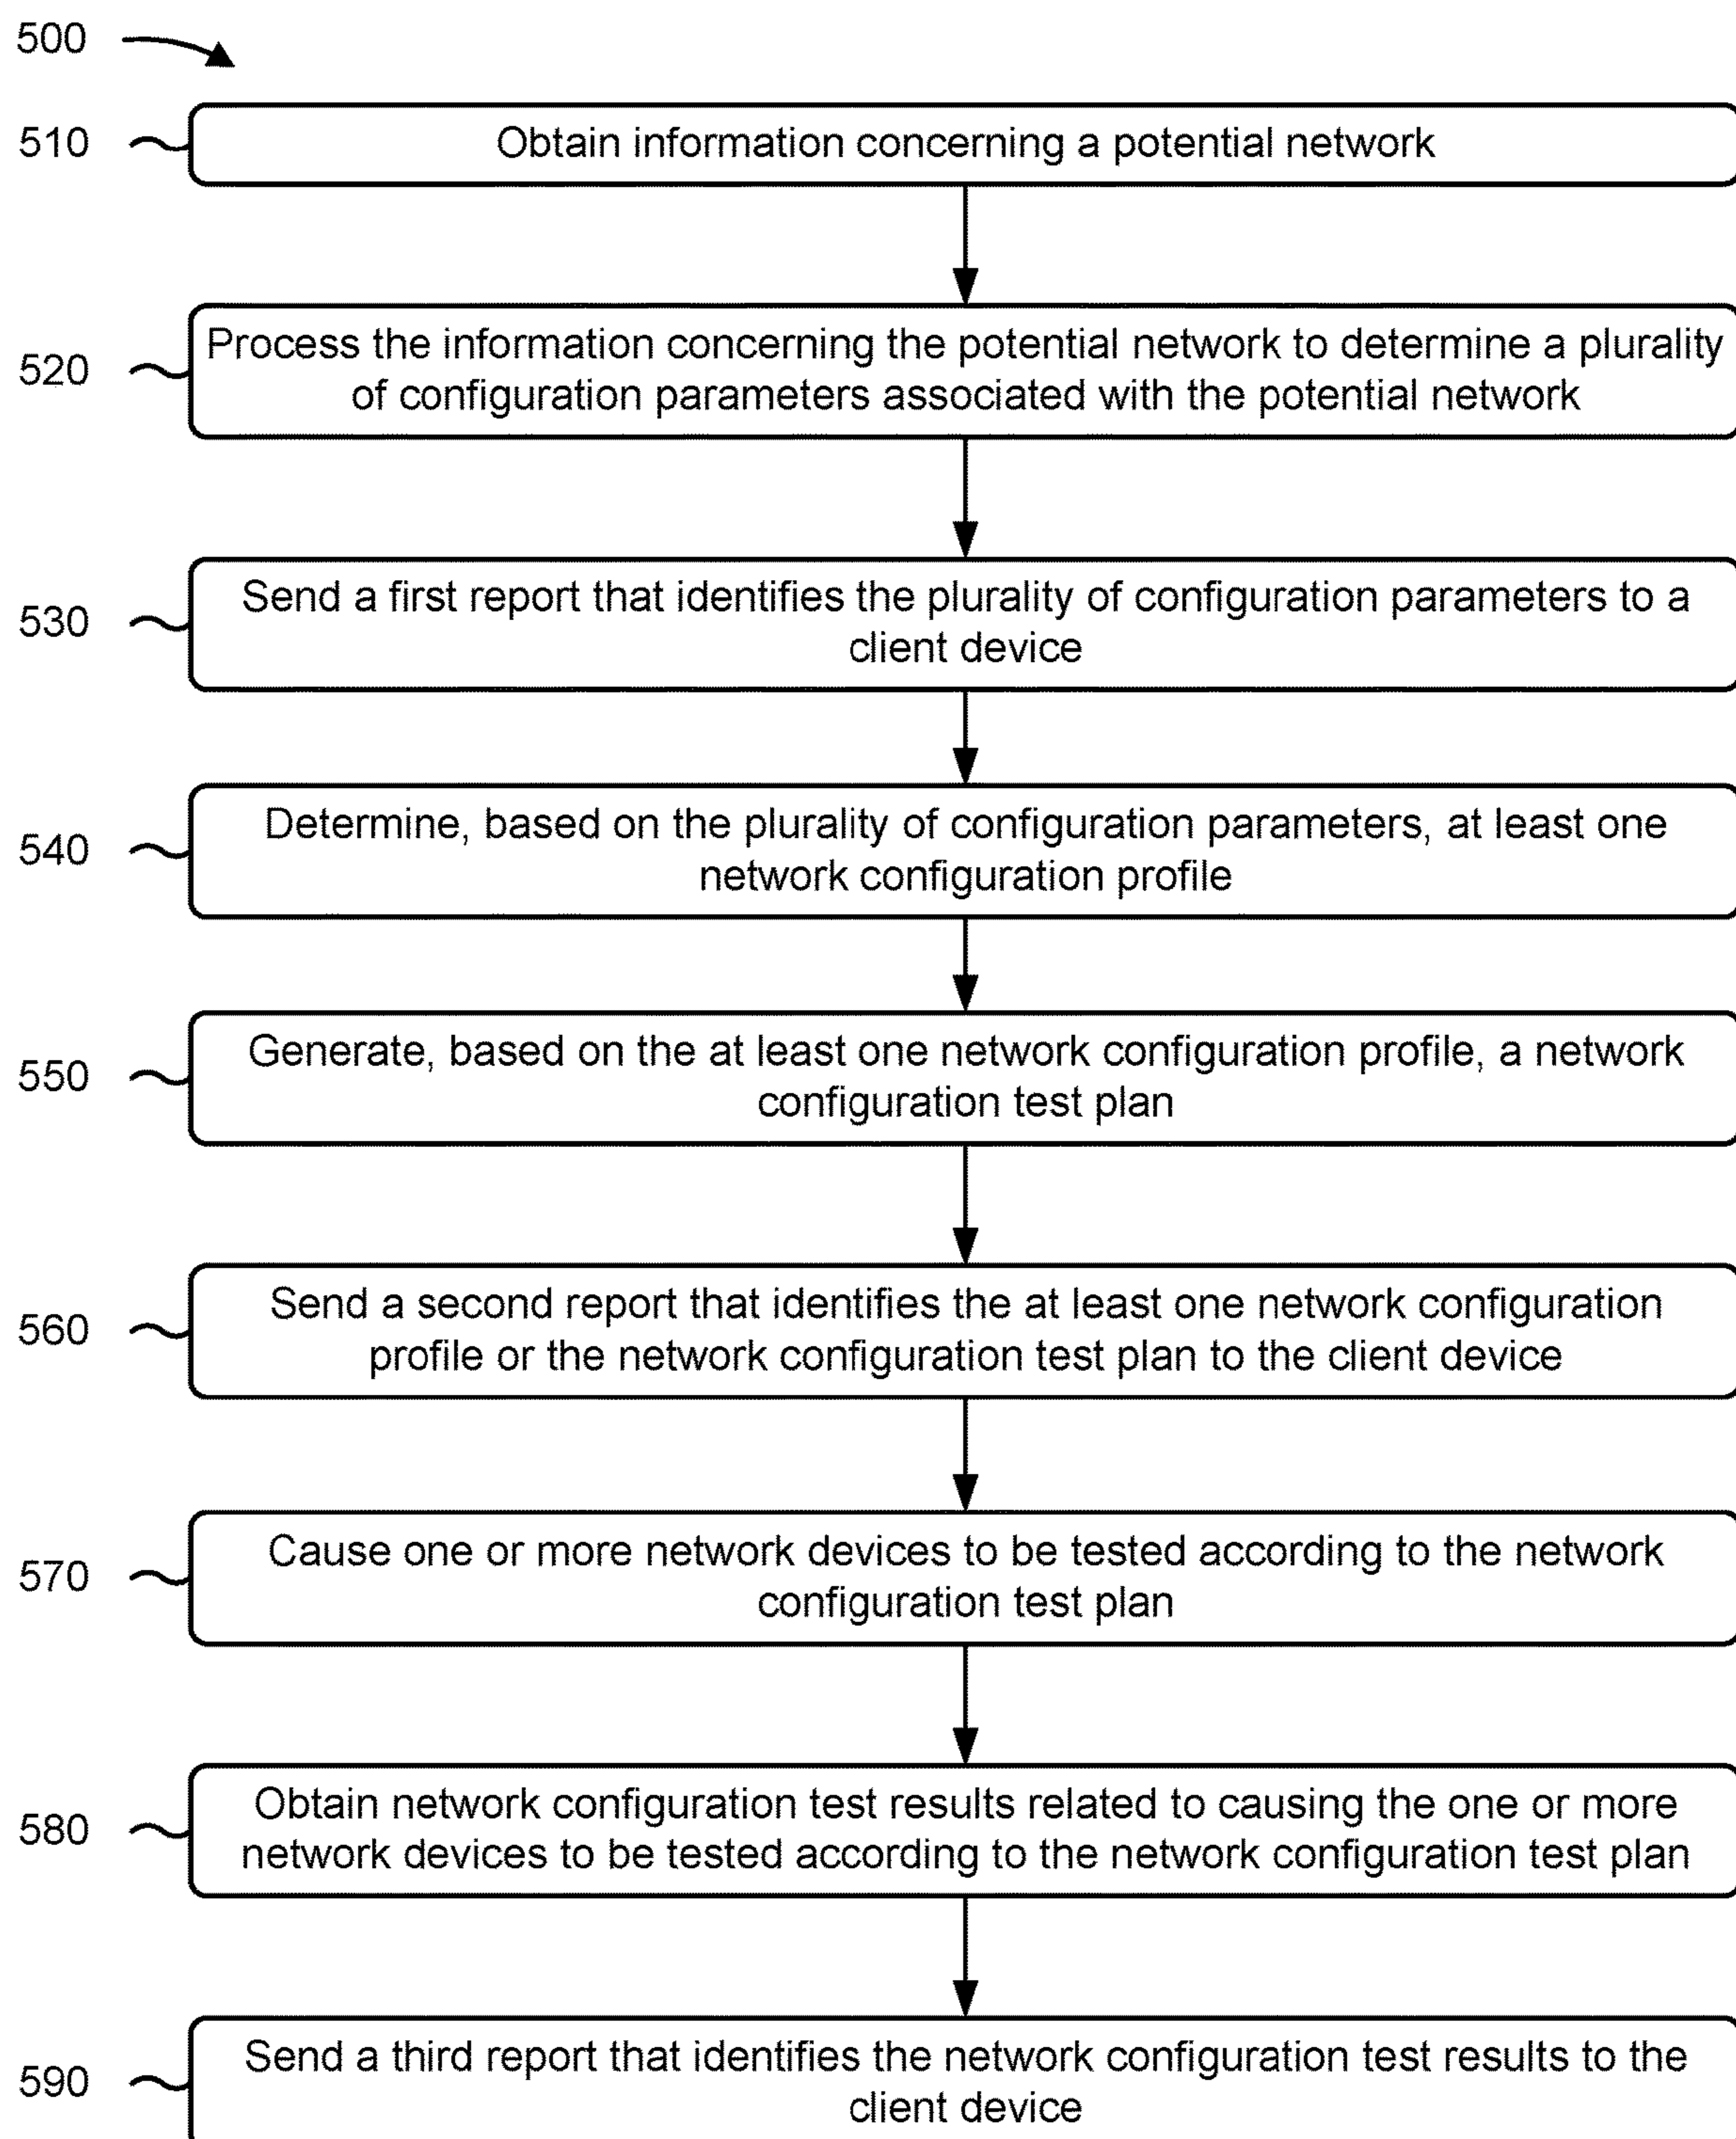 500
510
Obtain information concerning a potential network
520
Process the information concerning the potential network to determine a plurality
of configuration parameters associated with the potential network
530
Send a first report that identifies the plurality of configuration parameters to a
client device
540
Determine, based on the plurality of configuration parameters, at least one
network configuration profile
550
Generate, based on the at least one network configuration profile, a network
configuration test plan
560
Send a second report that identifies the at least one network configuration
profile or the network configuration test plan to the client device
570
Cause one or more network devices to be tested according to the network
configuration test plan
580
Obtain network configuration test results related to causing the one or more
network devices to be tested according to the network configuration test plan
590
Send a third report that identifies the network configuration test results to the
client device